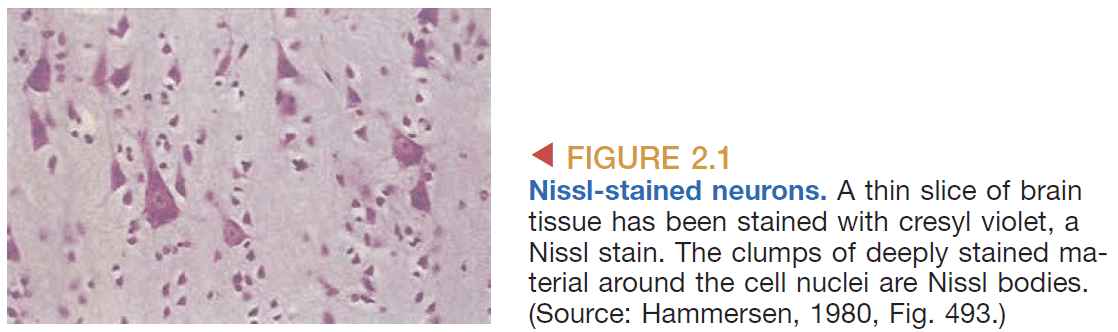 ◀ FIGURE 2.1
Nissl-stained neurons. A thin slice of brain
tissue has been stained with cresyl violet, a
Nissl stain. The clumps of deeply stained ma-
terial around the cell nuclei are Nissl bodies.
(Source: Hammersen, 1980, Fig. 493.)